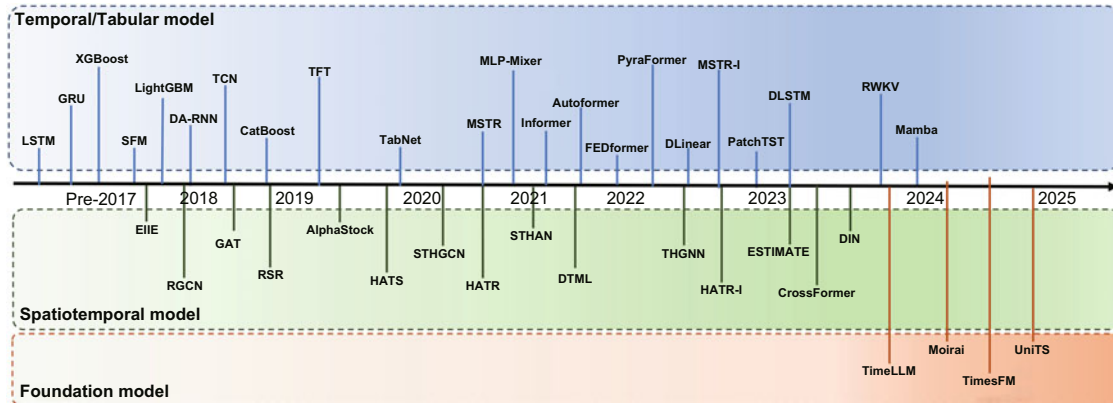 Temporal/Tabular model
XGBoost
MLP-Mixer
PyraFormer
MSTR-I
TFT
TCN
LightGBM
RWKV
GRU
Autoformer
DLSTM
DA-RNN
Informer
MSTR
CatBoost
Mamba
LSTM
SFM
TabNet
FEDformer
DLinear
PatchTST
Pre-2017
2018
2019
2020
2021
2022
2023
2024
2025
EIIE
GAT
AlphaStock
STHAN
DIN
RGCN
RSR
HATS
STHGCN
HATR
DTML
THGNN
HATR-I
ESTIMATE
CrossFormer
Spatiotemporal model
Moirai
UniTS
TimeLLM
TimesFM
Foundation model